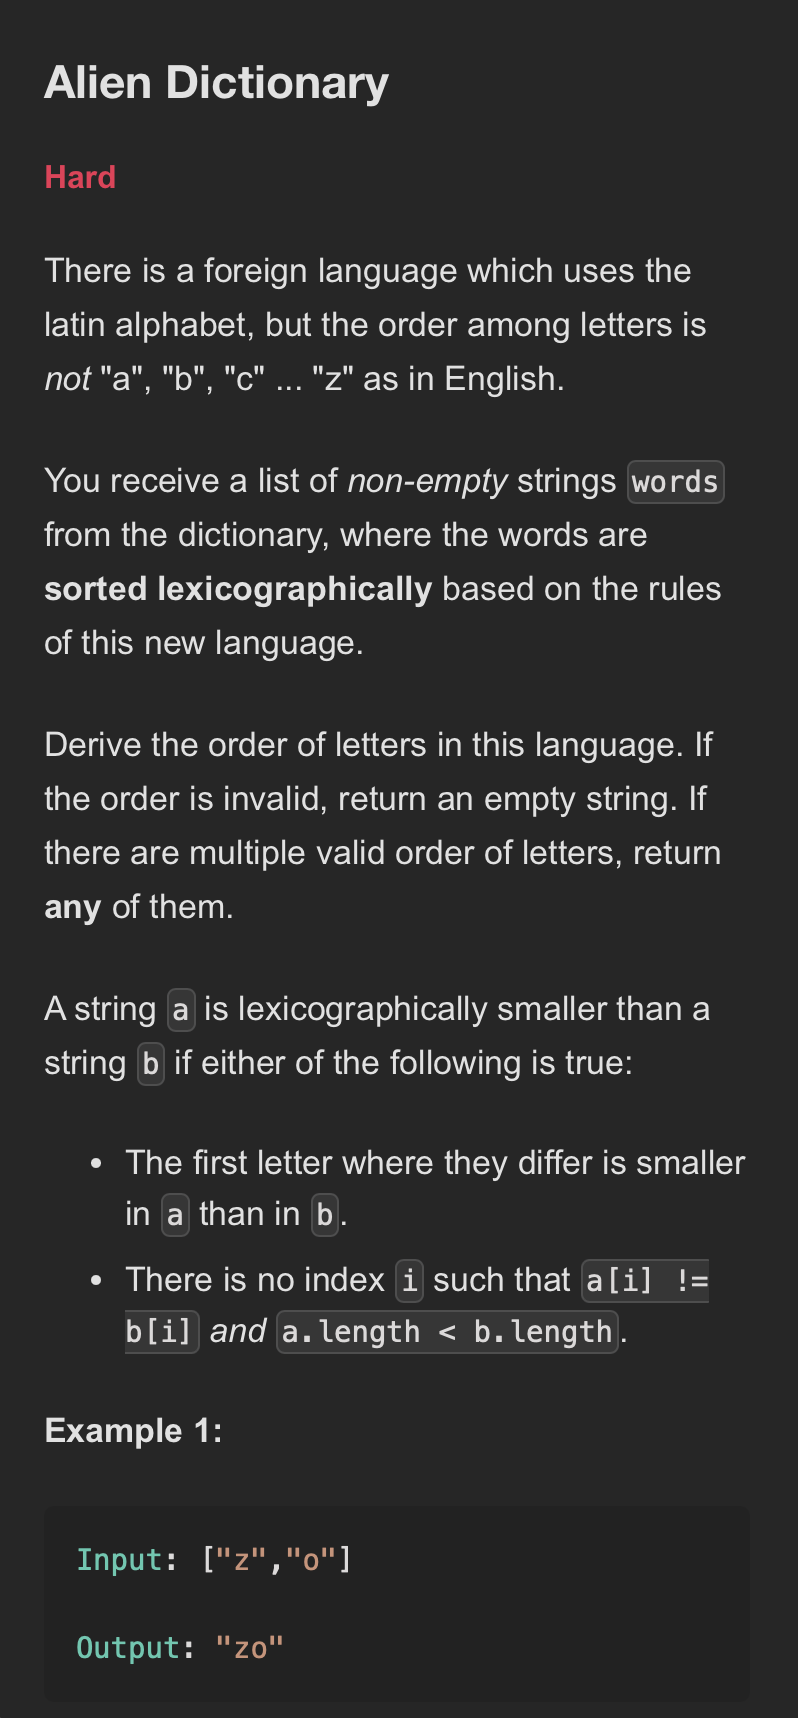 Alien Dictionary
Hard
There is a foreign language which uses the
latin alphabet, but the order among letters is
not "a", "b", "c" ... "z" as in English.
You receive a list of non-empty strings words
from the dictionary, where the words are
sorted lexicographically based on the rules
of this new language.
Derive the order of letters in this language. If
the order is invalid, return an empty string. If
there are multiple valid order of letters, return
any of them.
A string a is lexicographically smaller than a
string b if either of the following is true:
• The first letter where they differ is smaller
in a than in b.
• There is no index i such that a[i] !=
b[i] and a.length < b.length.
Example 1:
Input: ["z","o"]
Output: "zo"